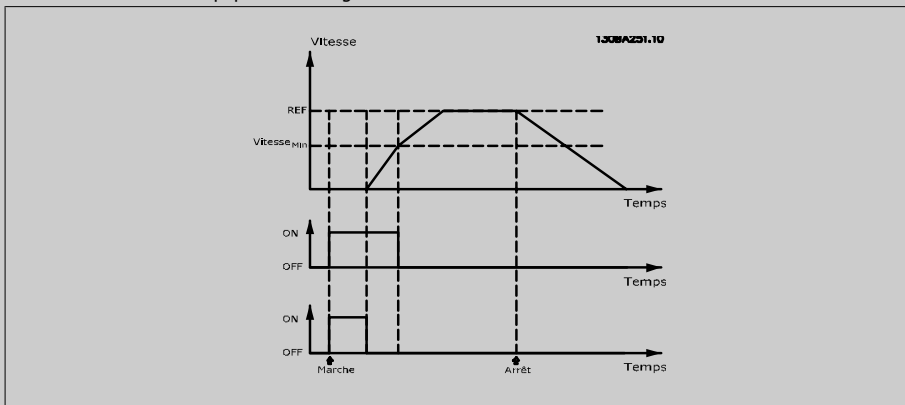 Vitesse
130BA251.10
REF
Vitesse Min
Temps
ON
OFF
Temps
ON
OFF
Marche
Arrêt
Temps